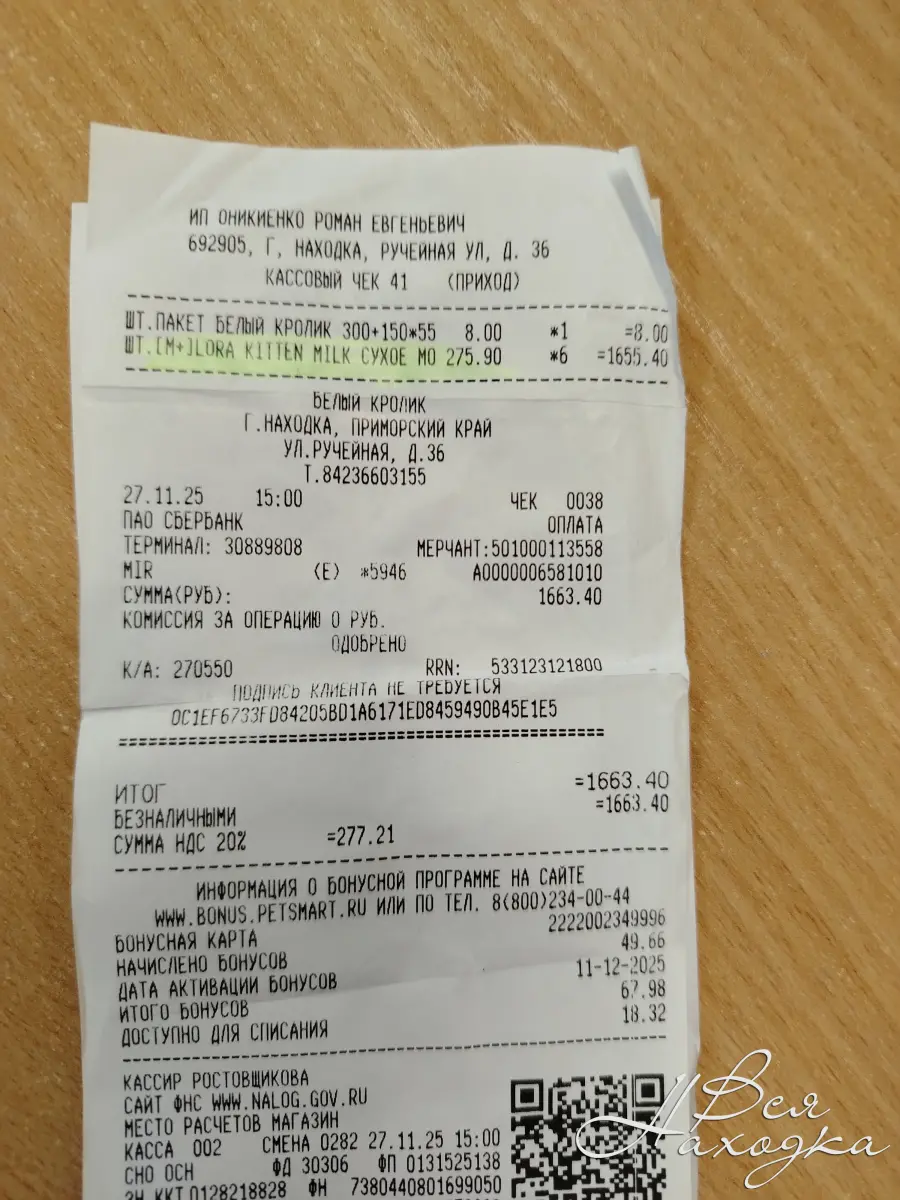 ИП ОНИКИЕНКО РОМАН ЕВГЕНЬЕВИЧ
692905, Г, НАХОДКА, РУЧЕЙНАЯ УЛ, Д. 36
КАССОВЫЙ ЧЕК 41 (ПРИХОД)
ШТ.ПАКЕТ БЕЛЫЙ КРОЛИК 300+150*55 8.00 *1 =8.00
ШТ.[M+]LORA KITTEN MILK СУХОЕ МО 275.90 *6 =1655.40
БЕЛЫЙ КРОЛИК
Г.НАХОДКА, ПРИМОРСКИЙ КРАЙ
УЛ.РУЧЕЙНАЯ, Д.36
Т.84236603155
27.11.25 15:00 ЧЕК 0038
ПАО СБЕРБАНК ОПЛАТА
ТЕРМИНАЛ: 30889808 МЕРЧАНТ:501000113558
MIR (E) *5946 A0000006581010
СУММА(РУБ): 1663.40
КОМИССИЯ ЗА ОПЕРАЦИЮ 0 РУБ.
ОДОБРЕНО
К/А: 270550 RRN: 533123121800
ПОДПИСЬ КЛИЕНТА НЕ ТРЕБУЕТСЯ
0C1EF6733FD84205BD1A6171ED8459490B45E1E5
ИТОГ =1663.40
БЕЗНАЛИЧНЫМИ =1663.40
СУММА НДС 20% =277.21
ИНФОРМАЦИЯ О БОНУСНОЙ ПРОГРАММЕ НА САЙТЕ
WWW.BONUS.PETSMART.RU ИЛИ ПО ТЕЛ. 8(800)234-00-44
БОНУСНАЯ КАРТА 2222002349996
НАЧИСЛЕНО БОНУСОВ 49.66
ДАТА АКТИВАЦИИ БОНУСОВ 11-12-2025
ИТОГО БОНУСОВ 67.98
ДОСТУПНО ДЛЯ СПИСАНИЯ 18.32
КАССИР РОСТОВЩИКОВА
САЙТ ФНС WWW.NALOG.GOV.RU
МЕСТО РАСЧЕТОВ МАГАЗИН
КАССА 002 СМЕНА 0282 27.11.25 15:00
СНО ОСН ФД 30306 ФП 0131525138
ЗН ККТ 0128218828 ФН 7380440801699050
Вся
Находка